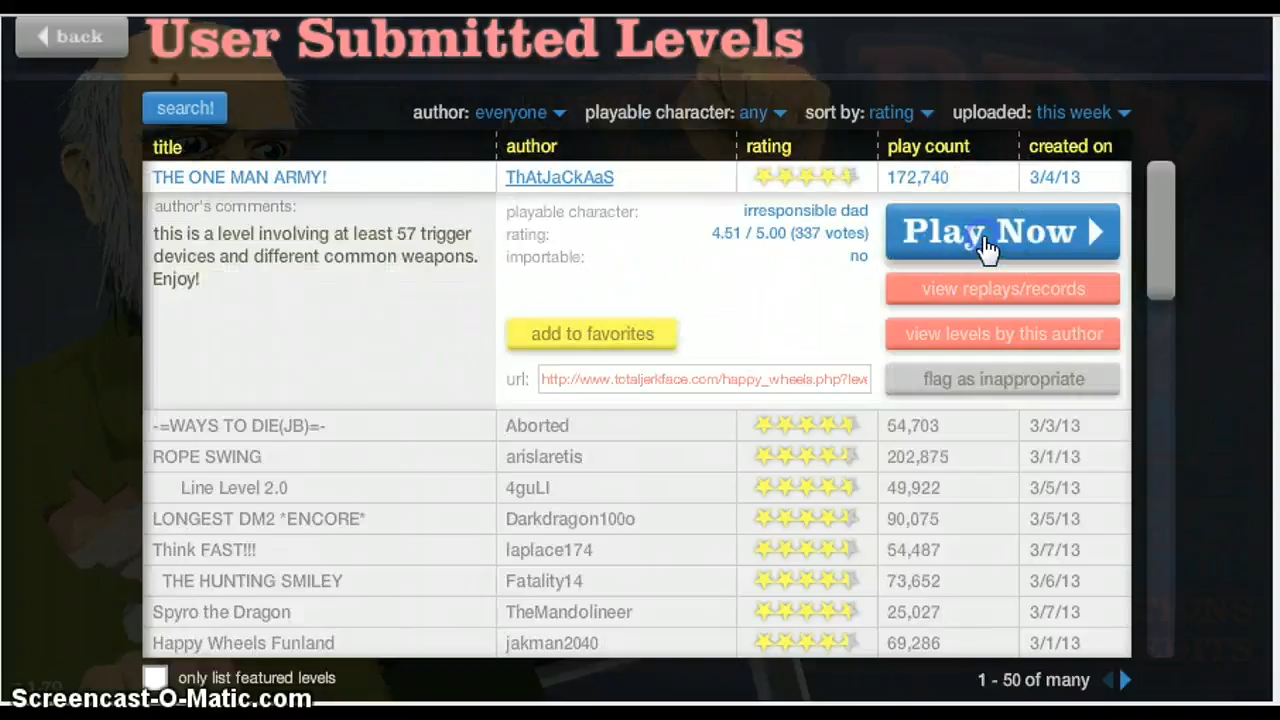 back
User Submitted Levels
search!
author: everyone playable character: any sort by: rating uploaded: this week
title author rating play count created on
THE ONE MAN ARMY! ThAtJaCkAaS 172,740 3/4/13
author's comments:
this is a level involving at least 57 trigger
devices and different common weapons.
Enjoy!
playable character: irresponsible dad
rating: 4.51 / 5.00 (337 votes)
importable: no
Play Now
view replays/records
add to favorites
view levels by this author
url: http://www.totaljerkface.com/happy_wheels.php?leve
flag as inappropriate
-=WAYS TO DIE(JB)=- Aborted 54,703 3/3/13
ROPE SWING arislaretis 202,875 3/1/13
Line Level 2.0 4guLI 49,922 3/5/13
LONGEST DM2 *ENCORE* Darkdragon100o 90,075 3/5/13
Think FAST!!! laplace174 54,487 3/7/13
THE HUNTING SMILEY Fatality14 73,652 3/6/13
Spyro the Dragon TheMandolineer 25,027 3/7/13
Happy Wheels Funland jakman2040 69,286 3/1/13
only list featured levels
1 - 50 of many
Screencast-O-Matic.com